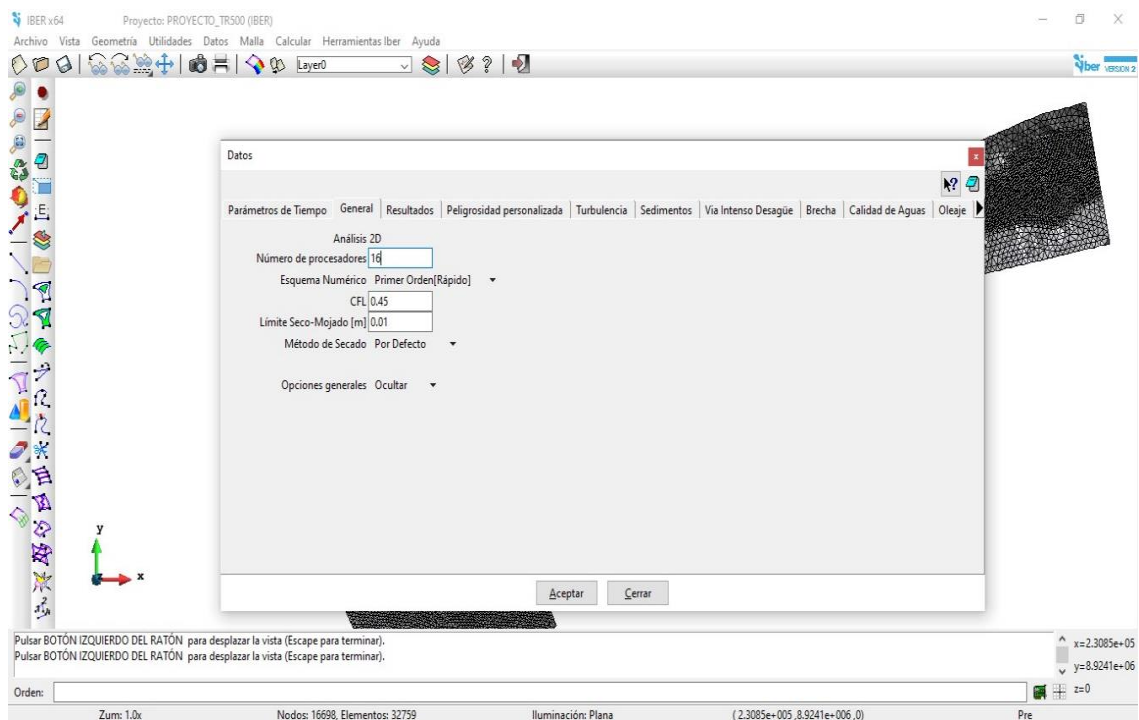 IBER x64 Proyecto: PROYECTO_TR500 (IBER)
Archivo Vista Geometría Utilidades Datos Malla Calcular Herramientas Iber Ayuda
Layer0
iber VERSION 2
Datos
Parámetros de Tiempo General Resultados Peligrosidad personalizada Turbulencia Sedimentos Via Intenso Desagüe Brecha Calidad de Aguas Oleaje
Análisis 2D
Número de procesadores 16
Esquema Numérico Primer Orden[Rápido]
CFL 0.45
Límite Seco-Mojado [m] 0.01
Método de Secado Por Defecto
Opciones generales Ocultar
y
x
Aceptar Cerrar
Pulsar BOTÓN IZQUIERDO DEL RATÓN para desplazar la vista (Escape para terminar).
Pulsar BOTÓN IZQUIERDO DEL RATÓN para desplazar la vista (Escape para terminar).
x=2.3085e+05
y=8.9241e+06
z=0
Orden:
Zum: 1.0x Nodos: 16698, Elementos: 32759 Iluminación: Plana (2.3085e+005 ,8.9241e+006 ,0) Pre